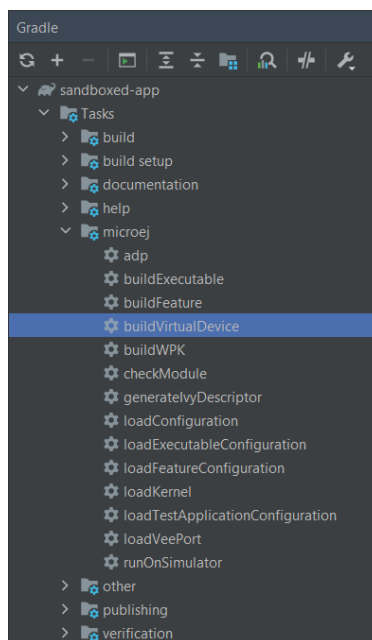 Gradle
sandboxed-app
Tasks
build
build setup
documentation
help
microej
adp
buildExecutable
buildFeature
buildVirtualDevice
buildWPK
checkModule
generateIvyDescriptor
loadConfiguration
loadExecutableConfiguration
loadFeatureConfiguration
loadKernel
loadTestApplicationConfiguration
loadVeePort
runOnSimulator
other
publishing
verification